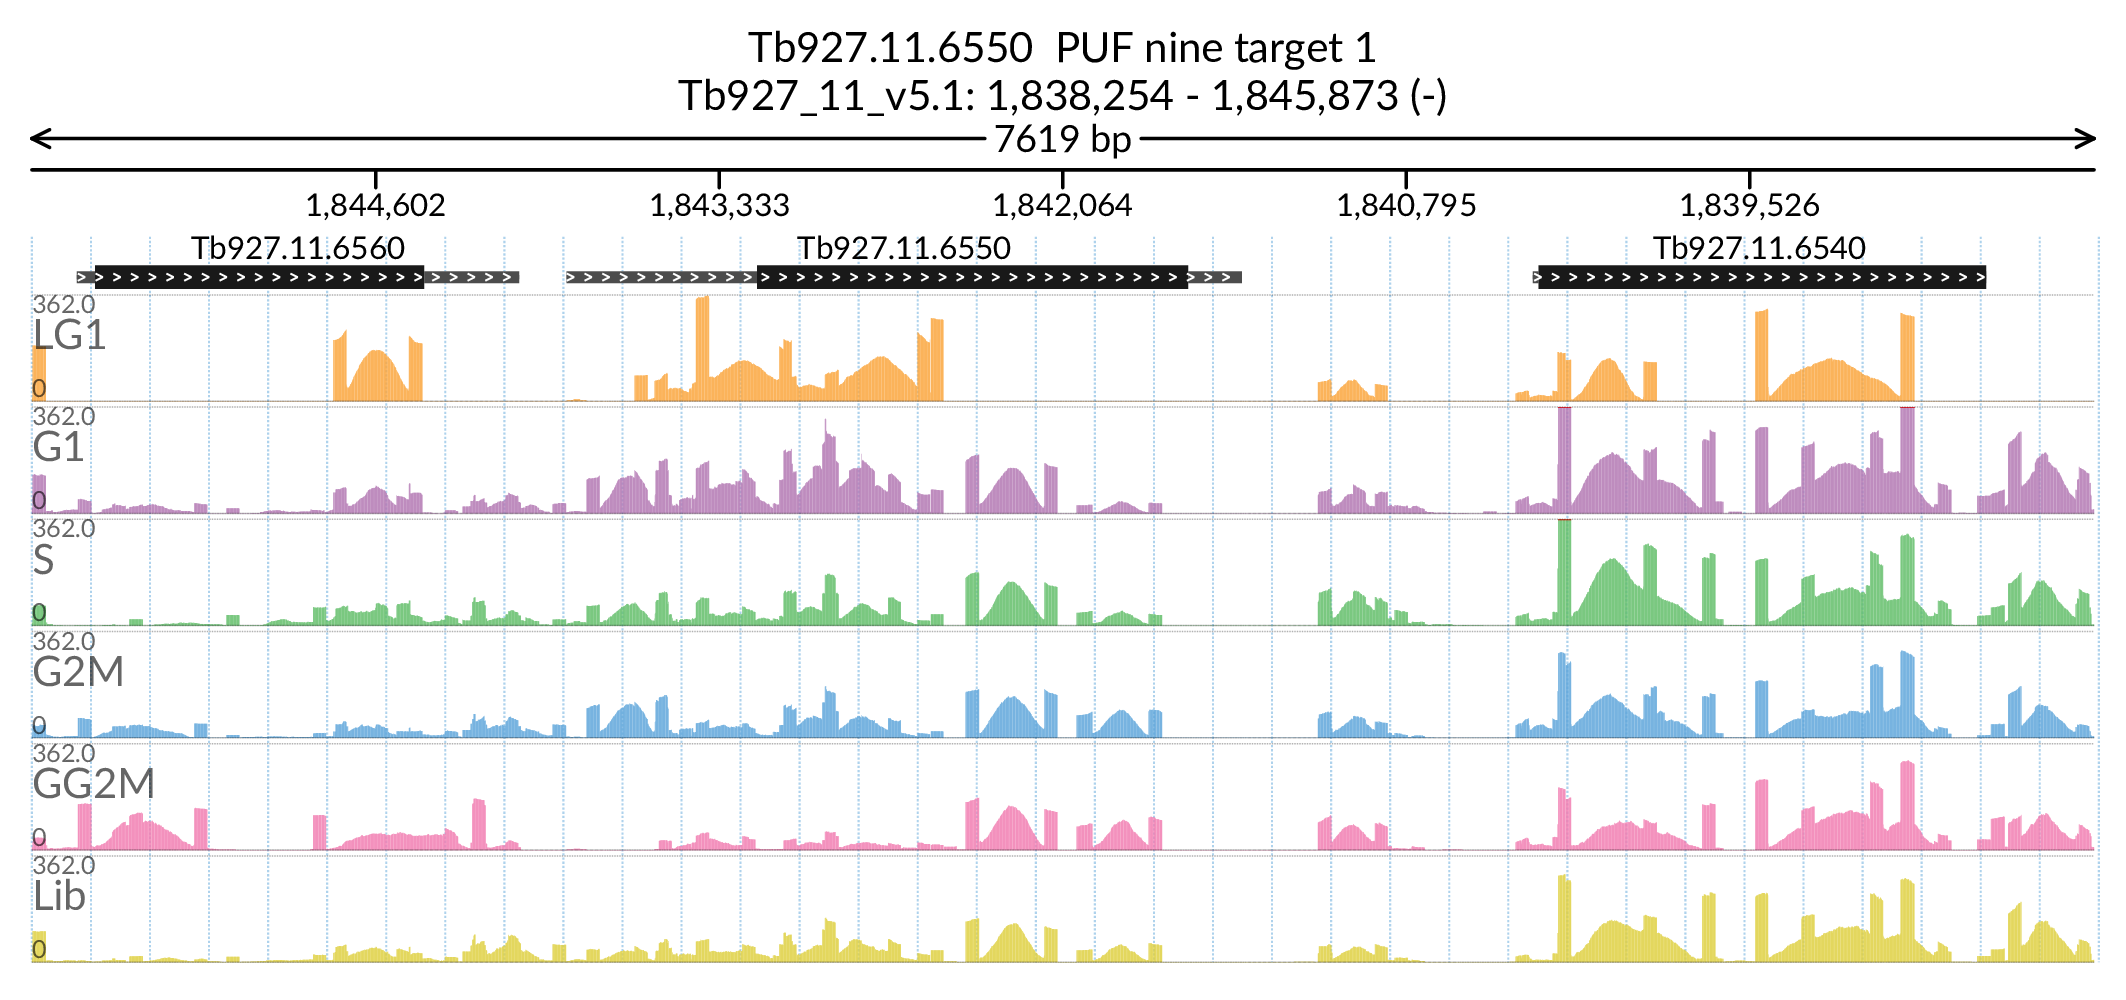 Tb927.11.6550 PUF nine target 1
Tb927_11_v5.1: 1,838,254 - 1,845,873 (-)
7619 bp
1,844,602 1,843,333 1,842,064 1,840,795 1,839,526
Tb927.11.6560 Tb927.11.6550 Tb927.11.6540
362.0
LG1
0
362.0
G1
0
362.0
S
0
362.0
G2M
0
362.0
GG2M
0
362.0
Lib
0